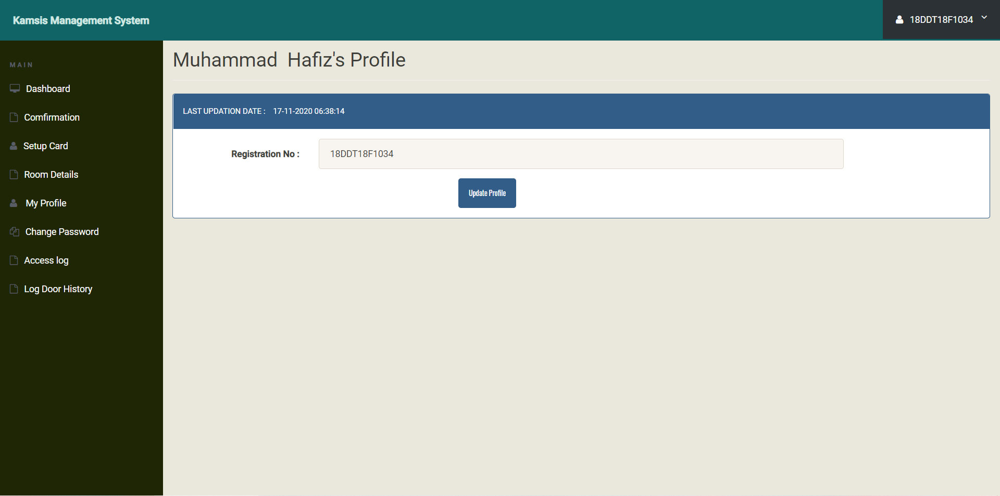 Kamsis Management System
18DDT18F1034
MAIN
Dashboard
Comfirmation
Setup Card
Room Details
My Profile
Change Password
Access log
Log Door History
Muhammad Hafiz's Profile
LAST UPDATION DATE : 17-11-2020 06:38:14
Registration No : 18DDT18F1034
Update Profile